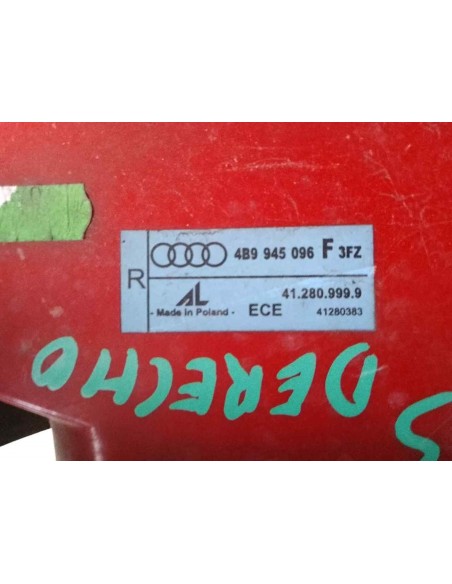 R
4B9 945 096 F 3FZ
AL
41.280.999.9
- Made in Poland -
ECE
41280383
DERECHO
S